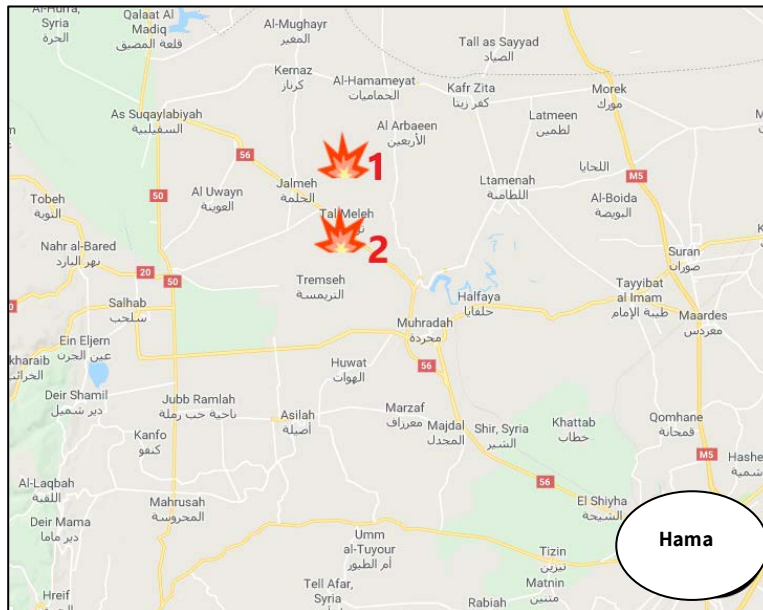 Al-Hurra,
Syria
الحرة
Qalaat Al
Madiq
قلعة المضيق
Al-Mughayr
المغير
Tall as Sayyad
الصياد
Kernaz
كرناز
Al-Hamameyat
الحماميات
Kafr Zita
كفر زيتا
Morek
مورك
As Suqaylabiyah
السقيلبية
Latmeen
لطمين
Al Arbaeen
الأربعين
56
1
M5
اللحايا
Al Uwayn
العوينة
Jalmeh
الجلمة
Ltamenah
اللطامنة
Al-Boida
البويضة
50
Tobeh
التوبة
Tal Meleh
2
Nahr al-Bared
نهر البارد
Suran
صوران
20
50
Tremseh
التريمسة
Tayyibat
al Imam
طيبة الإمام
Salhab
سلحب
Halfaya
حلفايا
Muhradah
محردة
Maardes
معردس
Ein Eljern
عين الجرن
kharaib
الخرائب
Huwat
الهوات
56
Deir Shamil
دير شميل
Jubb Ramlah
ناحية جب رملة
Asilah
أصيلة
Marzaf
معرزاف
Majdal
المجدل
Shir, Syria
الشير
Khattab
خطاب
Qomhane
قمحانة
Kanfo
كنفو
M5
Al-Laqbah
اللقبة
56
Mahrusah
المحروسة
El Shiyha
الشيحة
Deir Mama
دير ماما
Hama
Umm
al-Tuyour
أم الطيور
Tizin
تيزين
Matnin
متنين
Hreif
Tell Afar,
Syria
Rabiah
ربيعة